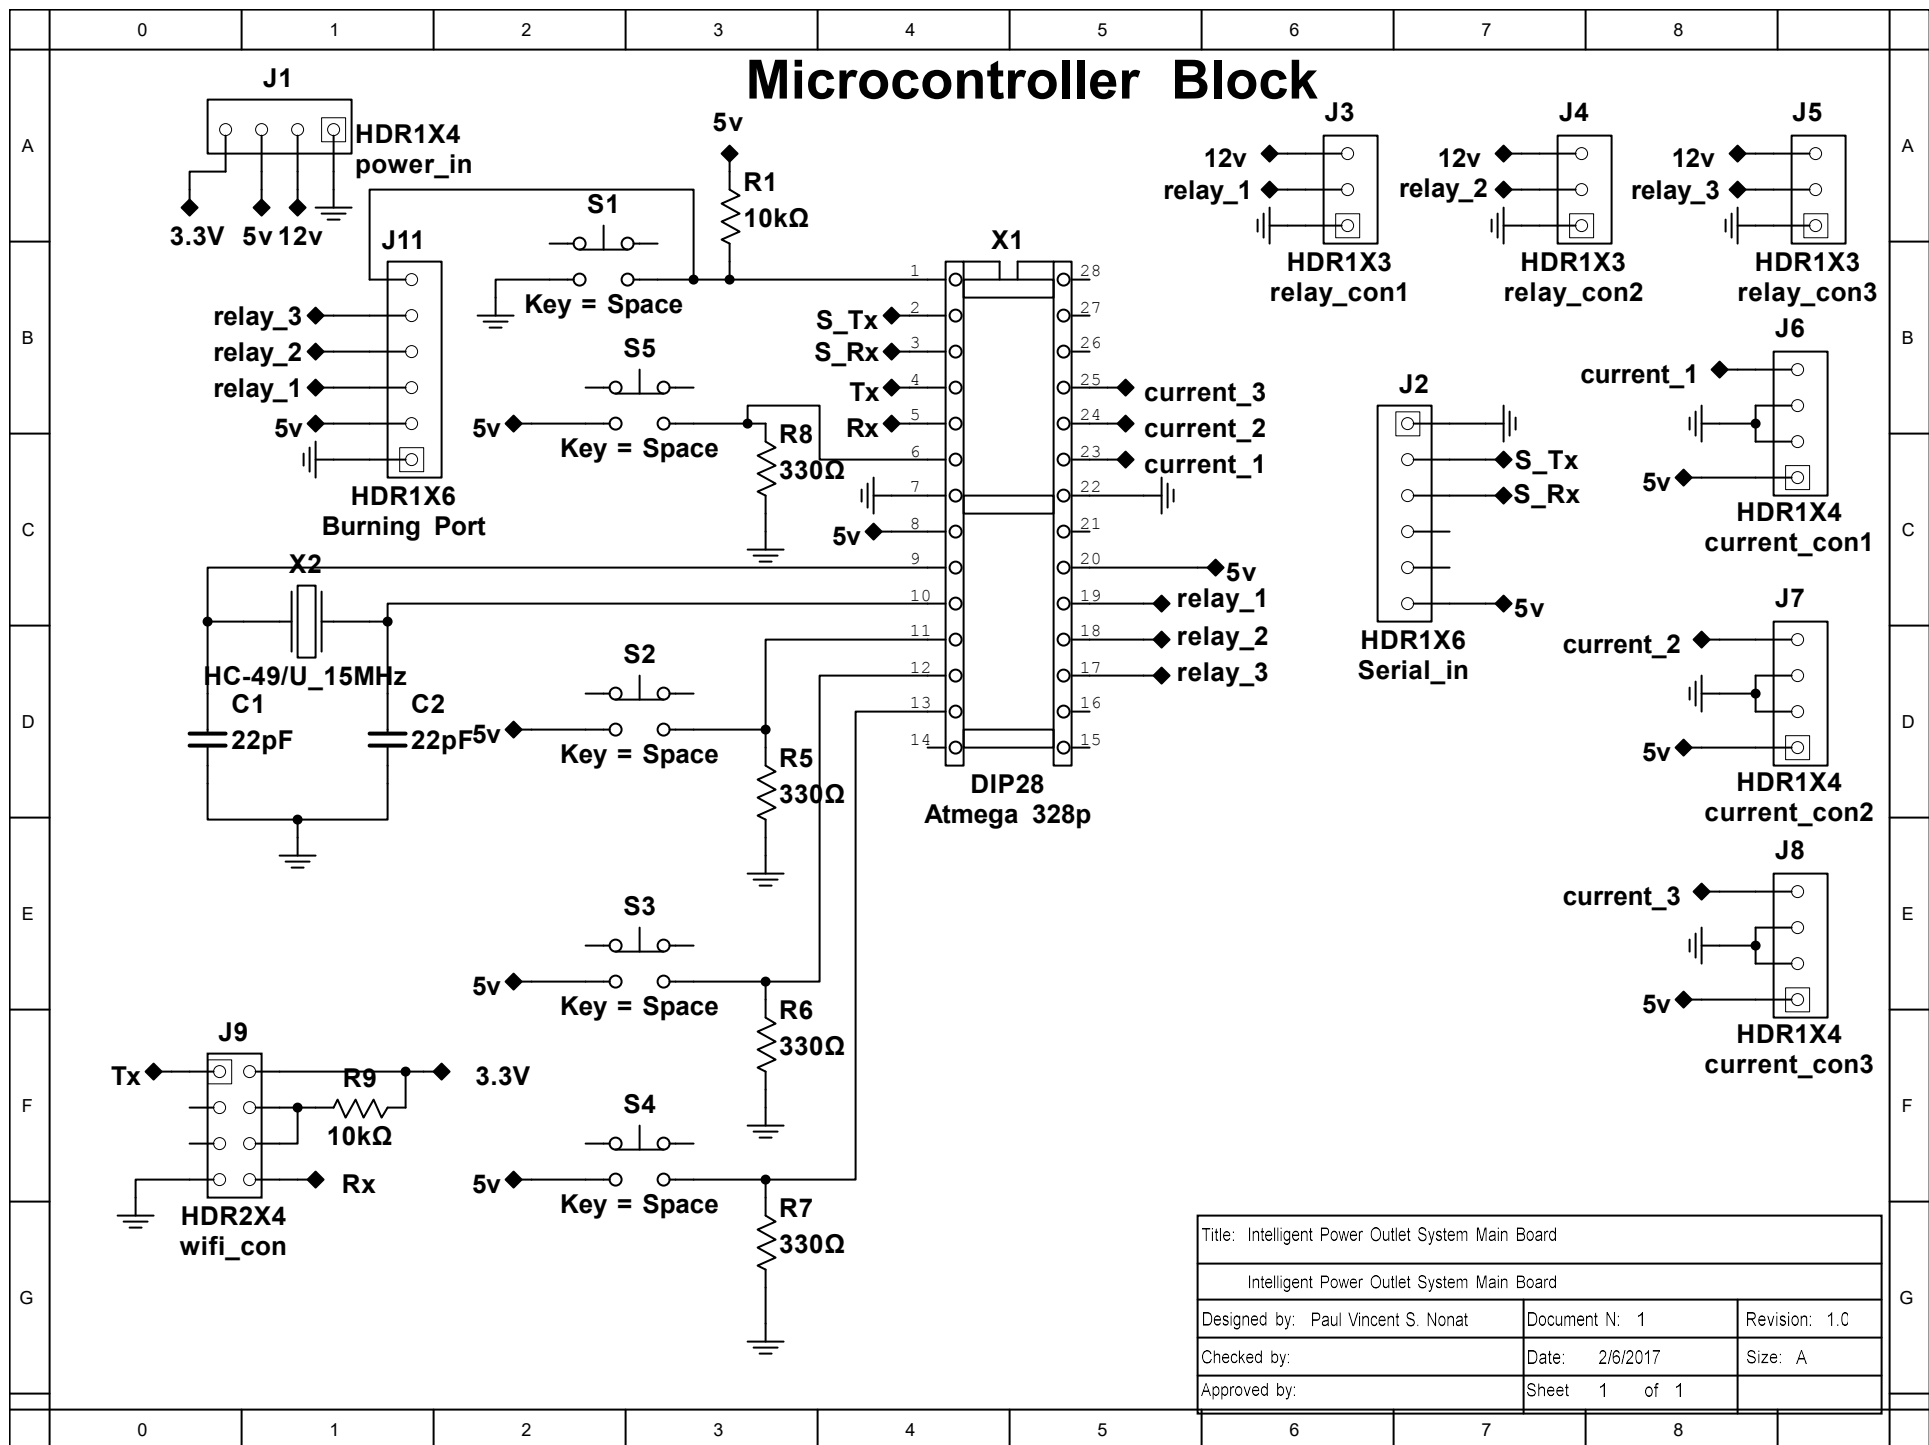 0 1 2 3 4 5 6 7 8
Microcontroller Block
A
A
J1
HDR1X4
power_in
3.3V 5v 12v
5v
R1
10kΩ
J3
12v
relay_1
HDR1X3
relay_con1
J4
12v
relay_2
HDR1X3
relay_con2
J5
12v
relay_3
HDR1X3
relay_con3
B
B
J11
relay_3
relay_2
relay_1
5v
HDR1X6
Burning Port
S1
Key = Space
S5
5v
Key = Space
R8
330Ω
X1
1
2
3
4
5
6
7
8
9
10
11
12
13
14
28
27
26
25
24
23
22
21
20
19
18
17
16
15
S_Tx
S_Rx
Tx
Rx
5v
current_3
current_2
current_1
5v
relay_1
relay_2
relay_3
DIP28
Atmega 328p
J2
S_Tx
S_Rx
5v
HDR1X6
Serial_in
J6
current_1
5v
HDR1X4
current_con1
C
C
X2
HC-49/U_15MHz
C1
22pF
C2
22pF
S2
5v
Key = Space
R5
330Ω
J7
current_2
5v
HDR1X4
current_con2
D
D
J8
current_3
5v
HDR1X4
current_con3
E
E
S3
5v
Key = Space
R6
330Ω
F
F
J9
Tx
3.3V
R9
10kΩ
Rx
HDR2X4
wifi_con
S4
5v
Key = Space
R7
330Ω
G
G
Title: Intelligent Power Outlet System Main Board
Intelligent Power Outlet System Main Board
Designed by: Paul Vincent S. Nonat
Document N: 1
Revision: 1.0
Checked by:
Date: 2/6/2017
Size: A
Approved by:
Sheet 1 of 1
0 1 2 3 4 5 6 7 8